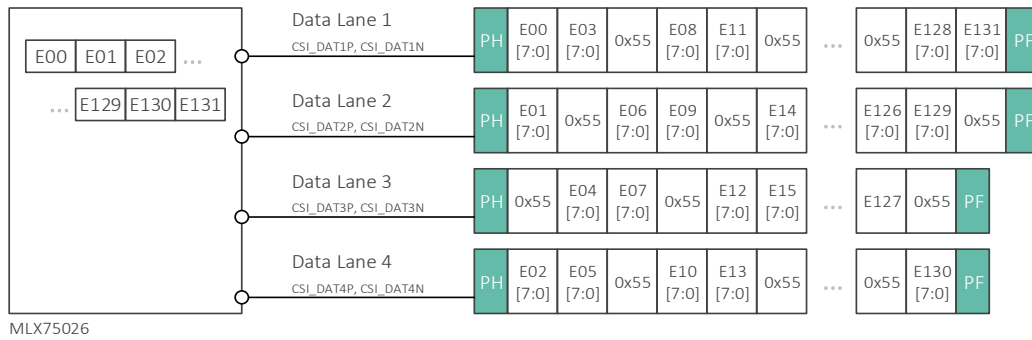 E00 E01 E02 ...
... E129 E130 E131
MLX75026
Data Lane 1
CSI_DAT1P, CSI_DAT1N
PH E00 [7:0] E03 [7:0] 0x55 E08 [7:0] E11 [7:0] 0x55 ... 0x55 E128 [7:0] E131 [7:0] PF
Data Lane 2
CSI_DAT2P, CSI_DAT2N
PH E01 [7:0] 0x55 E06 [7:0] E09 [7:0] 0x55 E14 [7:0] ... E126 [7:0] E129 [7:0] 0x55 PF
Data Lane 3
CSI_DAT3P, CSI_DAT3N
PH 0x55 E04 [7:0] E07 [7:0] 0x55 E12 [7:0] E15 [7:0] ... E127 0x55 PF
Data Lane 4
CSI_DAT4P, CSI_DAT4N
PH E02 [7:0] E05 [7:0] 0x55 E10 [7:0] E13 [7:0] 0x55 ... 0x55 E130 [7:0] PF